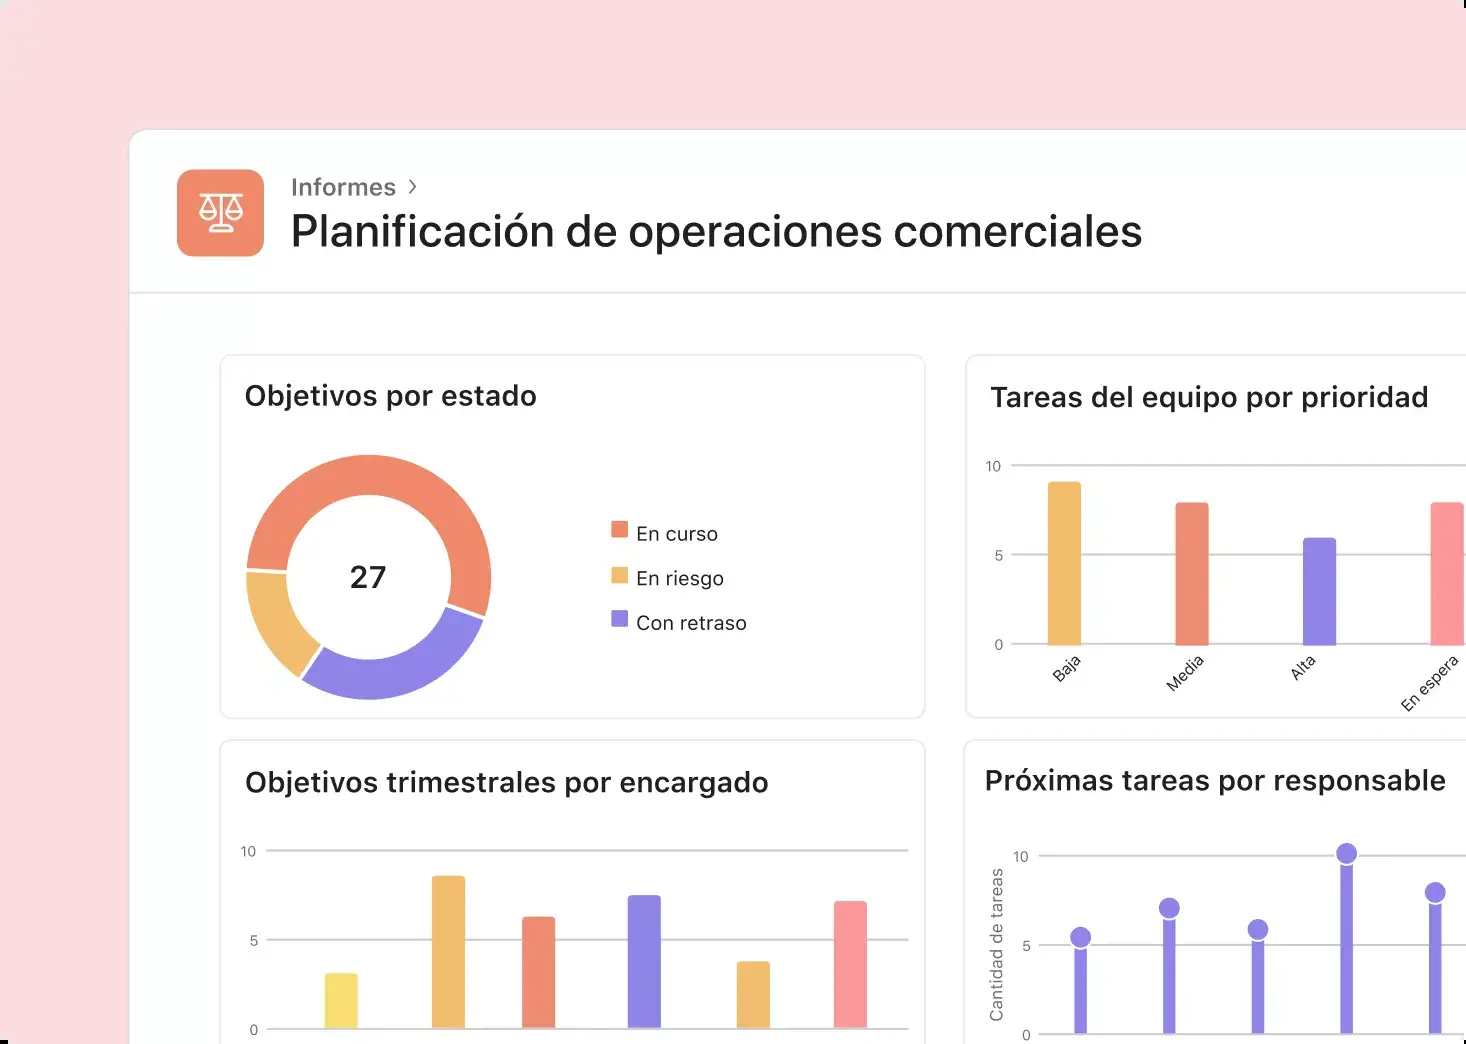 Informes
Planificación de operaciones comerciales
Objetivos por estado
27
En curso
En riesgo
Con retraso
Tareas del equipo por prioridad
10
5
0
Baja
Media
Alta
En espera
Objetivos trimestrales por encargado
10
5
0
Próximas tareas por responsable
Cantidad de tareas
10
5
0